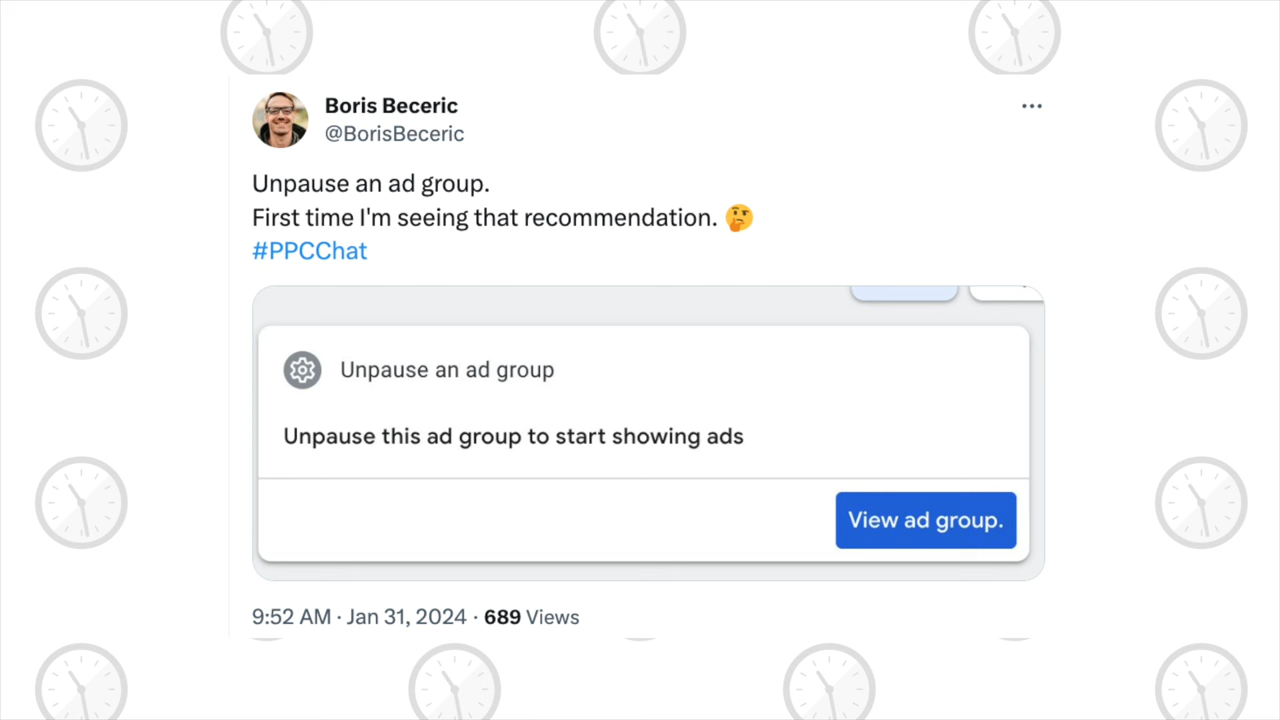 Boris Beceric
@BorisBeceric
Unpause an ad group.
First time I'm seeing that recommendation. 🤔
#PPCChat
Unpause an ad group
Unpause this ad group to start showing ads
View ad group.
9:52 AM · Jan 31, 2024 · 689 Views